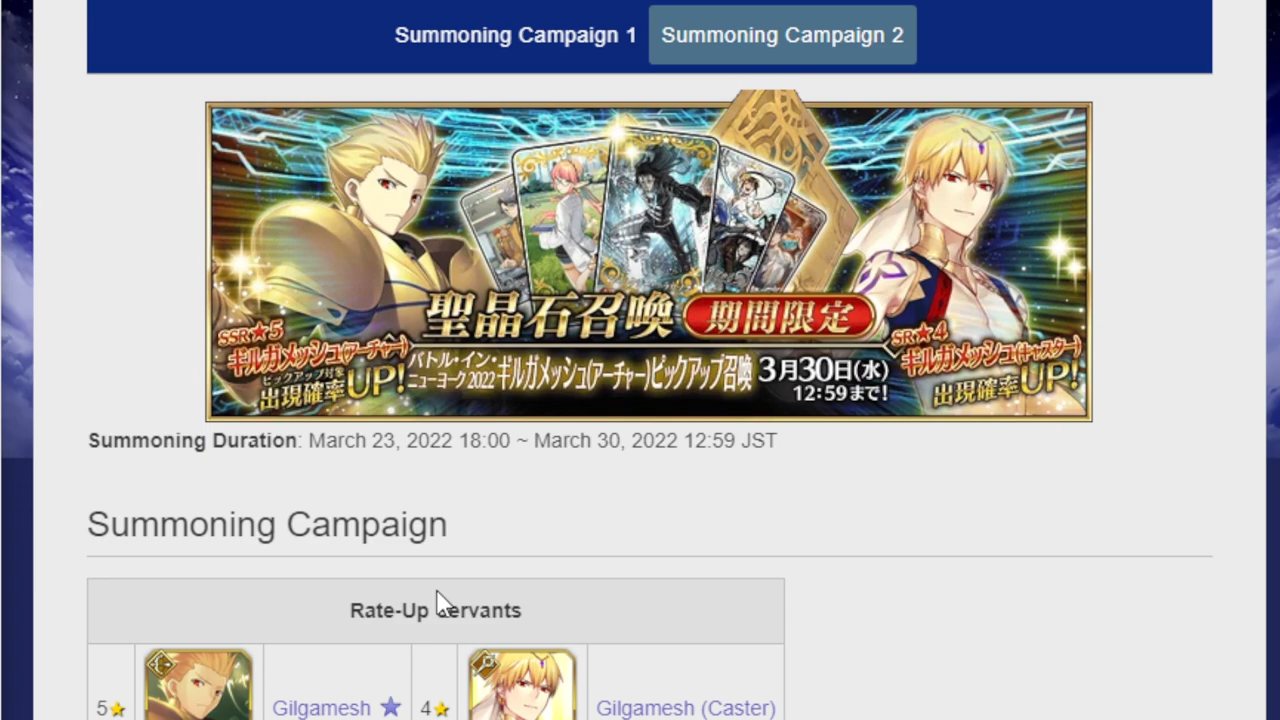 Summoning Campaign 1 Summoning Campaign 2
聖晶石召喚 期間限定
SSR★5
ギルガメッシュ(アーチャー)
ピックアップ対象
出現確率UP!
バトル・イン・
ニューヨーク2022 ギルガメッシュ(アーチャー)ピックアップ召喚
3月30日(水)
12:59まで!
SR★4
ギルガメッシュ(キャスター)
出現確率UP!
Summoning Duration: March 23, 2022 18:00 ~ March 30, 2022 12:59 JST
Summoning Campaign
Rate-Up Servants
5★ Gilgamesh ★ 4★ Gilgamesh (Caster)